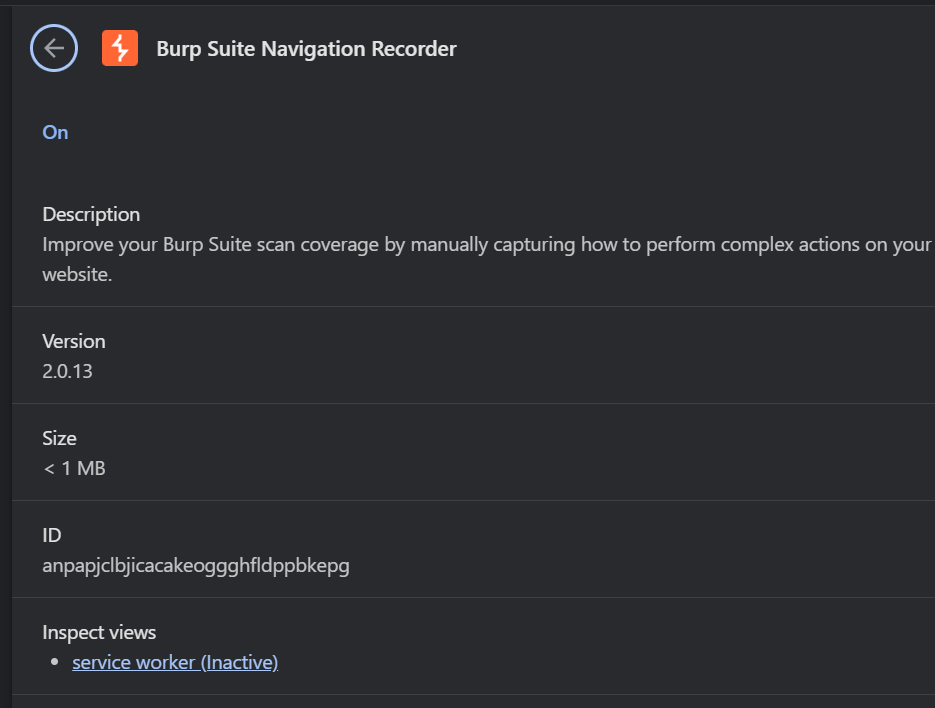 Burp Suite Navigation Recorder
On
Description
Improve your Burp Suite scan coverage by manually capturing how to perform complex actions on your
website.
Version
2.0.13
Size
< 1 MB
ID
anpapjclbjicacakeoggghfldppbkepg
Inspect views
service worker (Inactive)